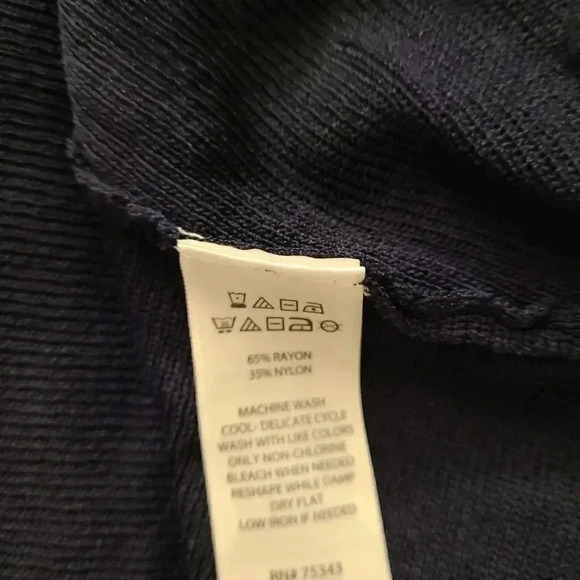 65% RAYON
35% NYLON
MACHINE WASH
COOL- DELICATE CYCLE
WASH WITH LIKE COLORS
ONLY NON-CHLORINE
BLEACH WHEN NEEDED
RESHAPE WHILE DAMP
DRY FLAT
LOW IRON IF NEEDED
RN# 75343